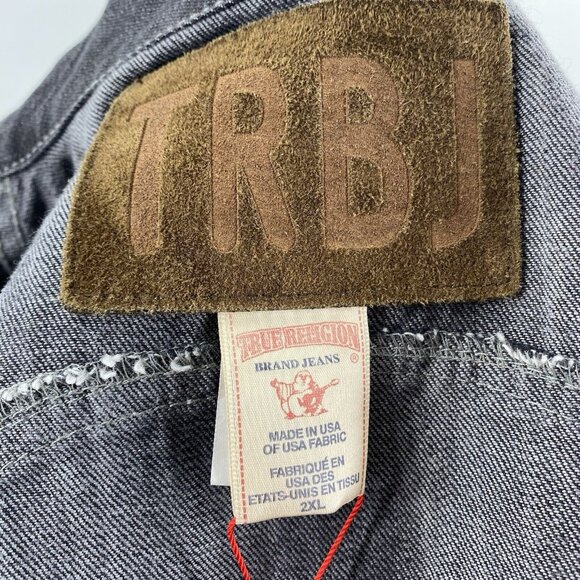 TRBJ
TRUE RELIGION
BRAND JEANS ®
MADE IN USA
OF USA FABRIC
FABRIQUÉ EN
USA DES
ETATS-UNIS EN TISSU
2XL